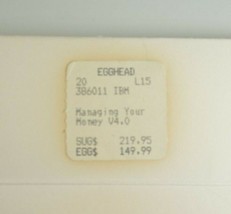 EGGHEAD
20 L15
386011 IBM
Managing Your
Money V4.0
SUG$ 219.95
EGG$ 149.99